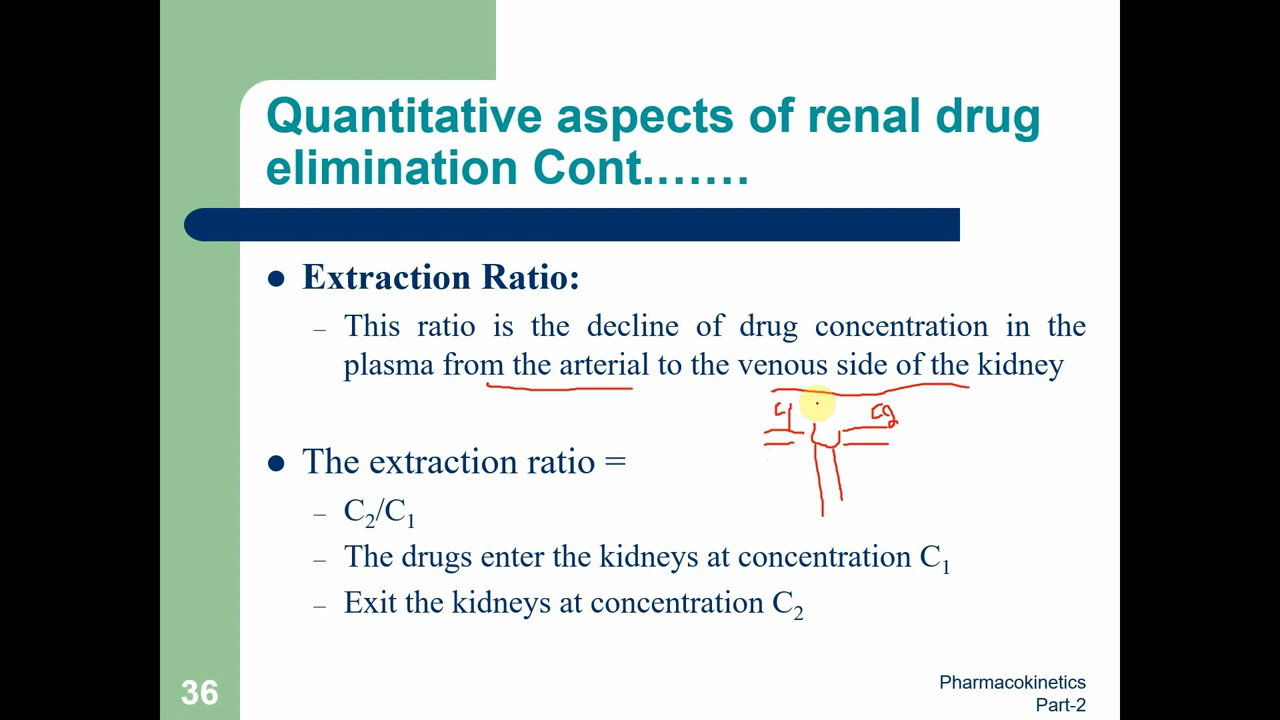 Quantitative aspects of renal drug
elimination Cont.……
● Extraction Ratio:
– This ratio is the decline of drug concentration in the
plasma from the arterial to the venous side of the kidney
C1 C2
● The extraction ratio =
– C₂/C₁
– The drugs enter the kidneys at concentration C₁
– Exit the kidneys at concentration C₂
36
Pharmacokinetics
Part-2